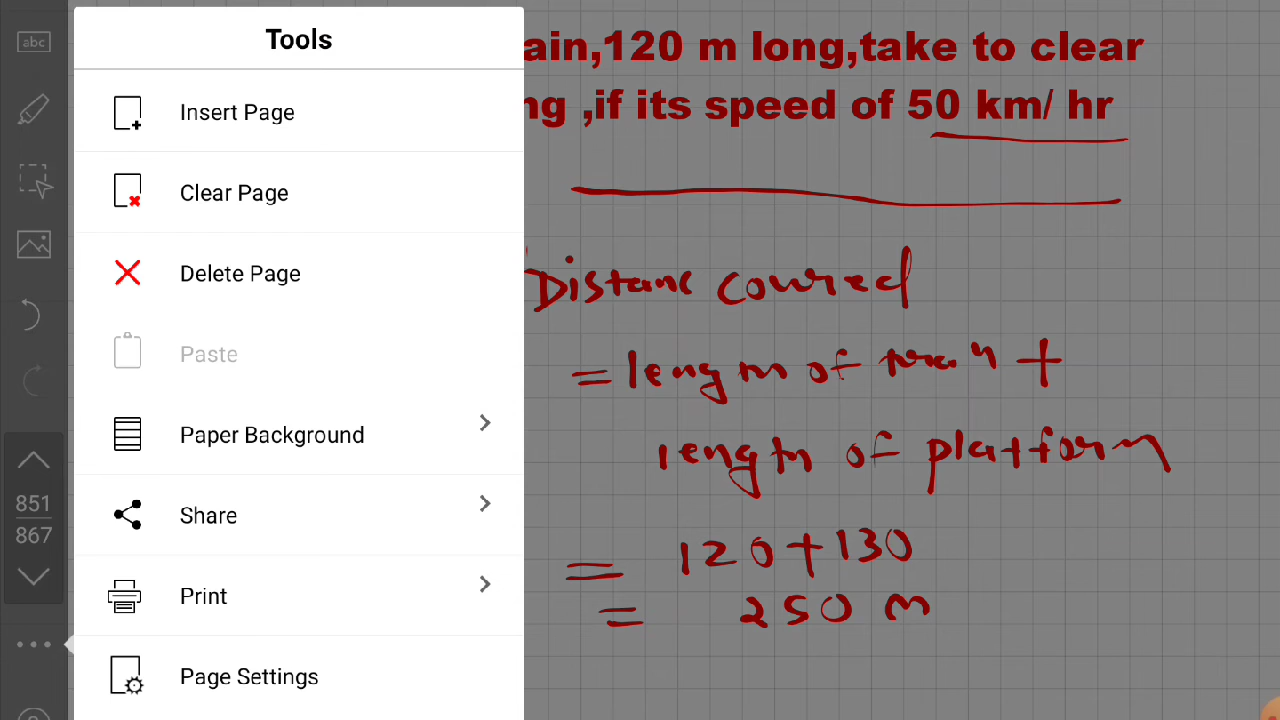 abc
851
867
Tools
Insert Page
Clear Page
Delete Page
Paste
Paper Background
Share
Print
Page Settings
ain,120 m long,take to clear
ng ,if its speed of 50 km/ hr
Distanc covered
= length of train +
length of platform
= 120+130
= 250 m